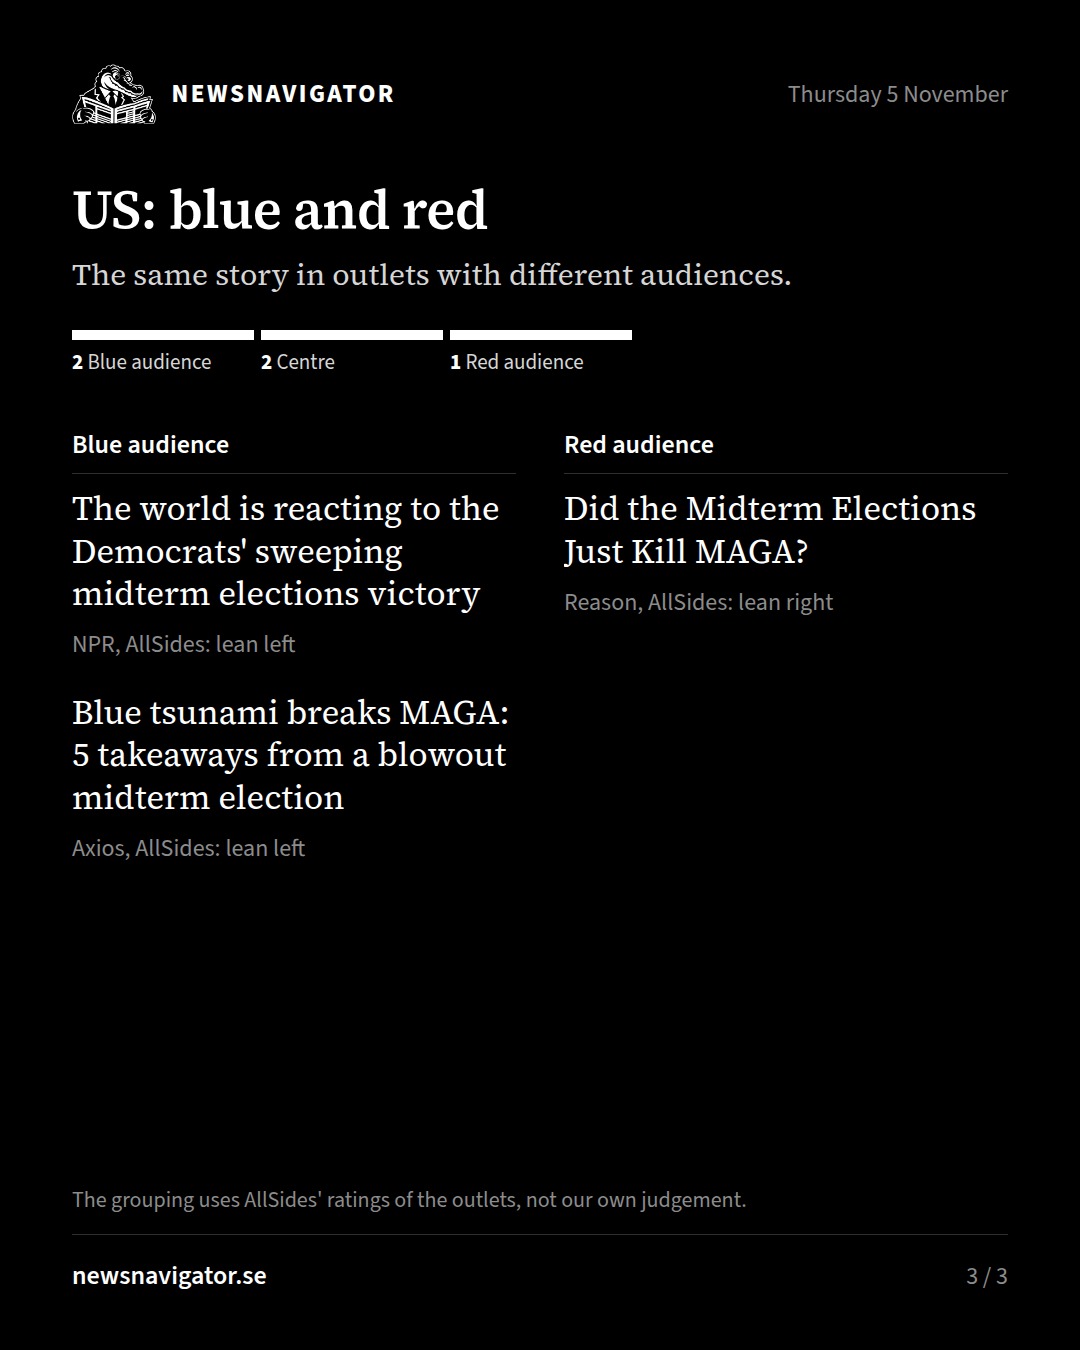 NEWSNAVIGATOR
Thursday 5 November
US: blue and red
The same story in outlets with different audiences.
2 Blue audience
2 Centre
1 Red audience
Blue audience
The world is reacting to the
Democrats' sweeping
midterm elections victory
NPR, AllSides: lean left
Blue tsunami breaks MAGA:
5 takeaways from a blowout
midterm election
Axios, AllSides: lean left
Red audience
Did the Midterm Elections
Just Kill MAGA?
Reason, AllSides: lean right
The grouping uses AllSides' ratings of the outlets, not our own judgement.
newsnavigator.se
3 / 3